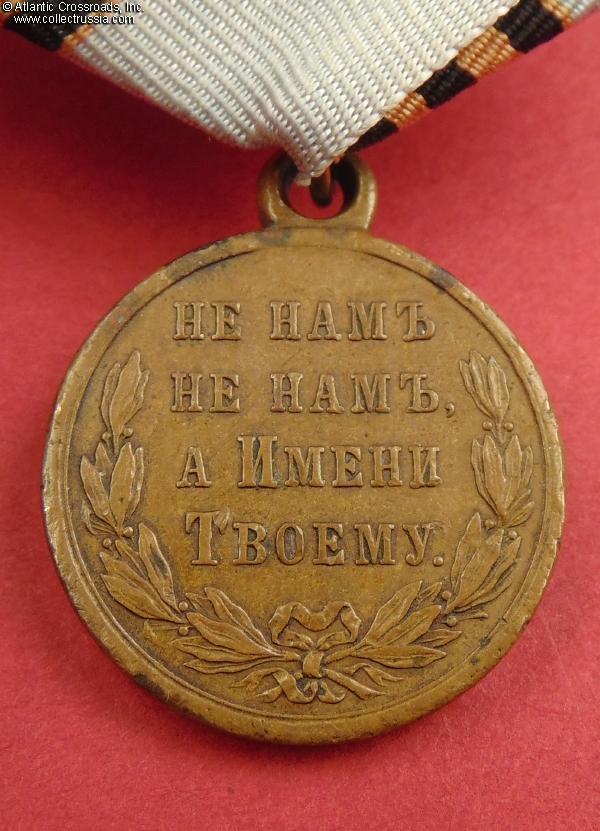 © Atlantic Crossroads, Inc.
www.collectrussia.com
НЕ НАМЪ
НЕ НАМЪ,
А ИМЕНИ
ТВОЕМУ.